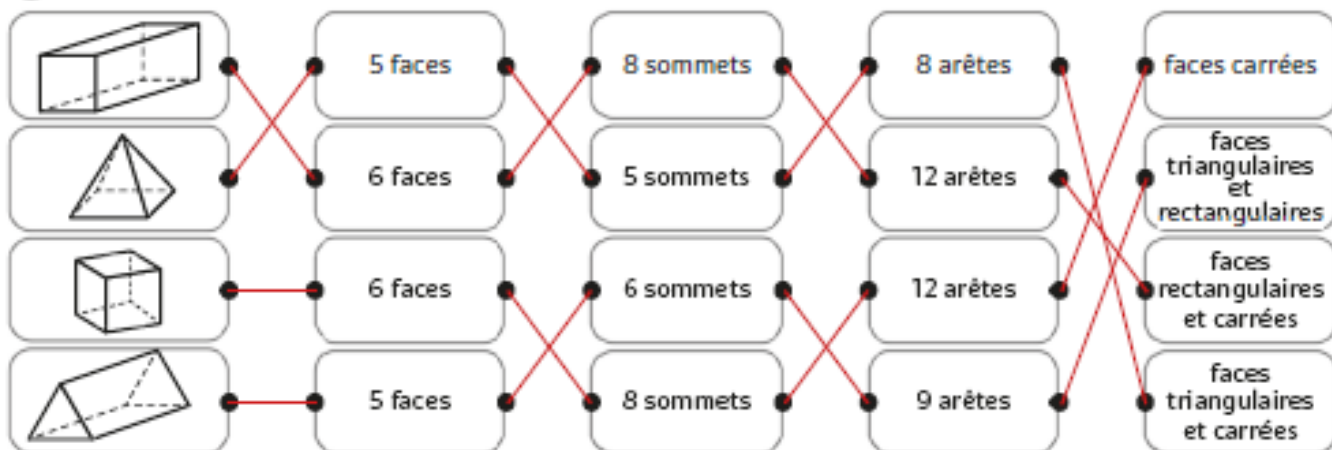 5 faces
8 sommets
8 arêtes
faces carrées
6 faces
5 sommets
12 arêtes
faces
triangulaires
et
rectangulaires
6 faces
6 sommets
12 arêtes
faces
rectangulaires
et carrées
5 faces
8 sommets
9 arêtes
faces
triangulaires
et carrées